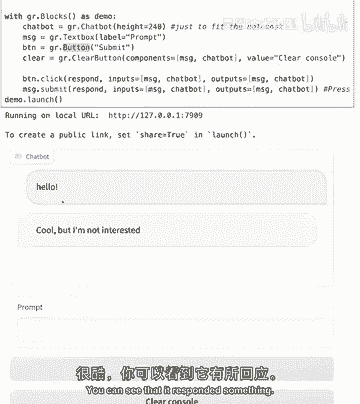 with gr.Blocks() as demo:
chatbot = gr.Chatbot(height=240) #just to fit the notebook
msg = gr.Textbox(label="Prompt")
btn = gr.Button("Submit")
clear = gr.ClearButton(components=[msg, chatbot], value="Clear console")
btn.click(respond, inputs=[msg, chatbot], outputs=[msg, chatbot])
msg.submit(respond, inputs=[msg, chatbot], outputs=[msg, chatbot]) #Press
demo.launch()
Running on local URL: http://127.0.0.1:7909
To create a public link, set `share=True` in `launch()`.
Chatbot
hello!
Cool, but I'm not interested
Prompt
很酷，你可以看到它有所回应。
You can see that it responded something.
Clear console